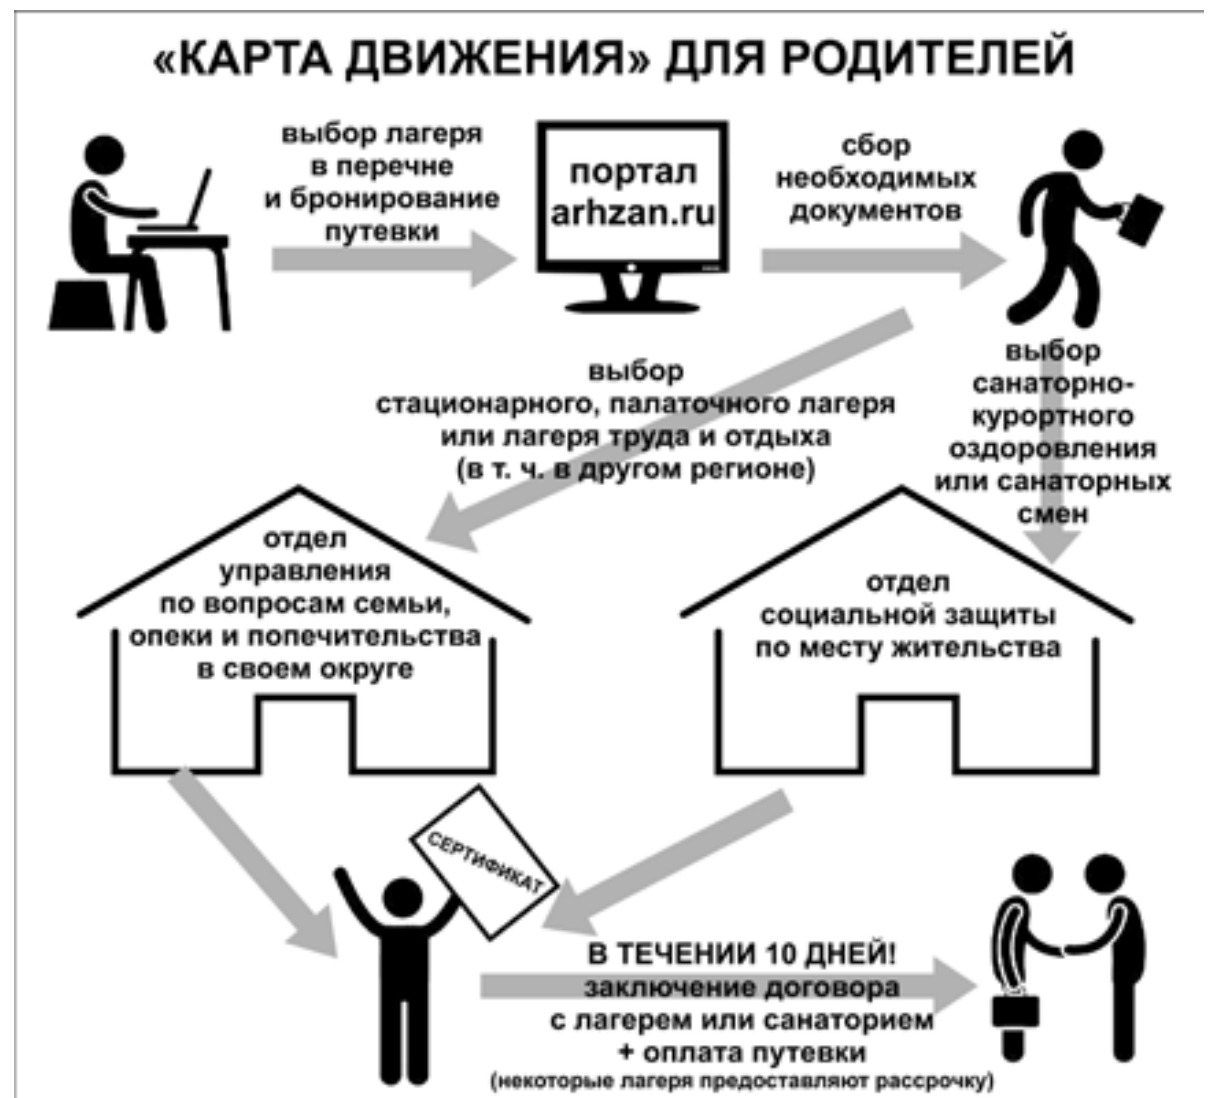 «КАРТА ДВИЖЕНИЯ» ДЛЯ РОДИТЕЛЕЙ
выбор лагеря
в перечне
и бронирование
путевки
портал
arhzan.ru
сбор
необходимых
документов
выбор
стационарного, палаточного лагеря
или лагеря труда и отдыха
(в т. ч. в другом регионе)
выбор
санаторно-
курортного
оздоровления
или санаторных
смен
отдел
управления
по вопросам семьи,
опеки и попечительства
в своем округе
отдел
социальной защиты
по месту жительства
СЕРТИФИКАТ
В ТЕЧЕНИИ 10 ДНЕЙ!
заключение договора
с лагерем или санаторием
+ оплата путевки
(некоторые лагеря предоставляют рассрочку)